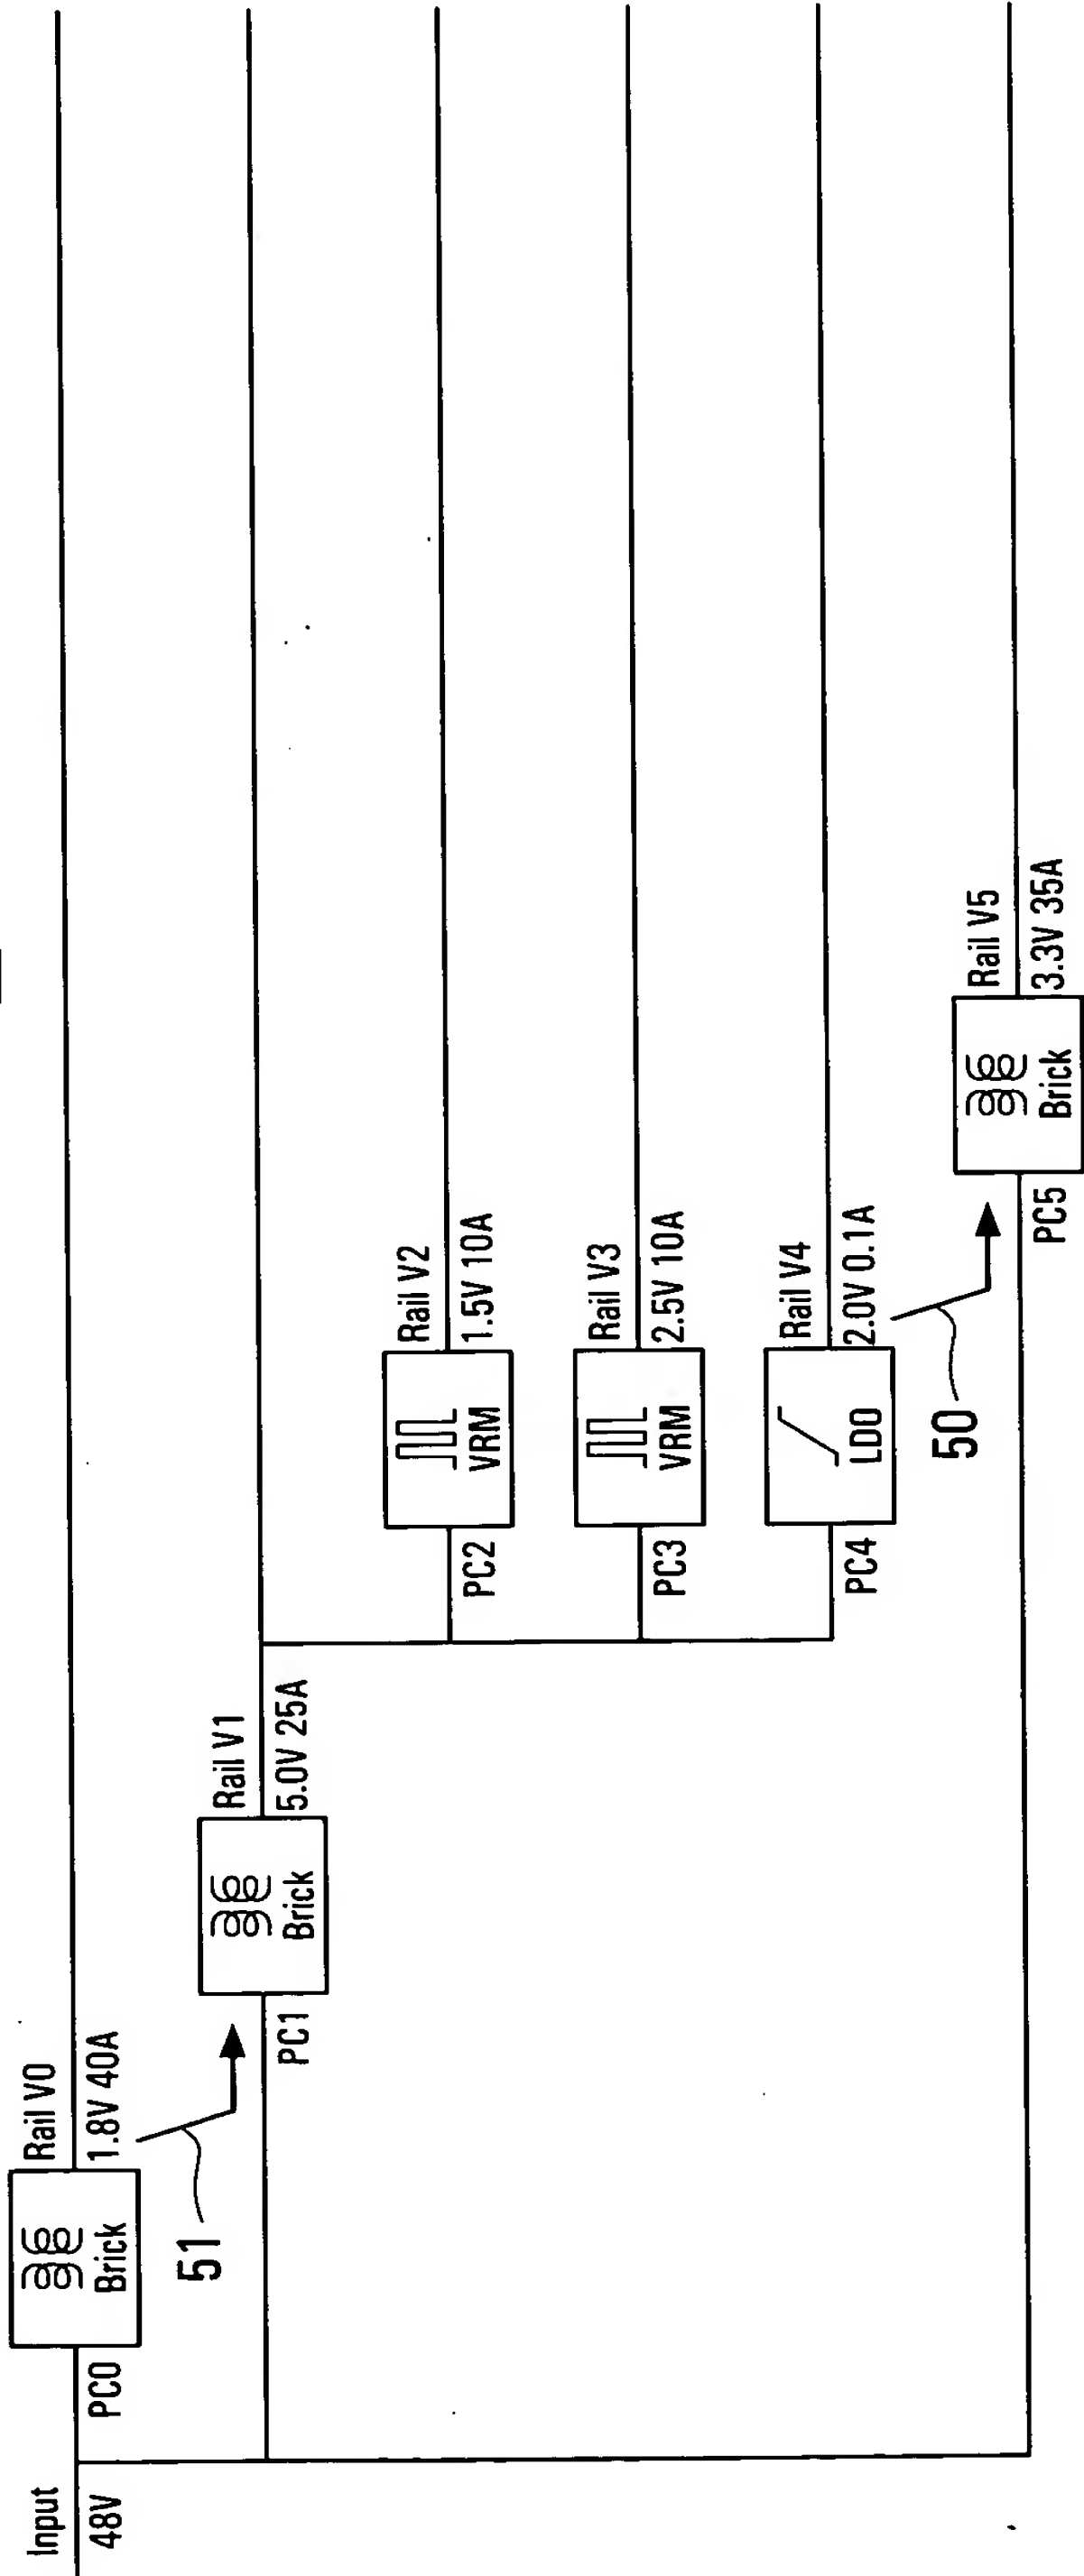 Input
48V
PC0
Brick
Rail V0
1.8V 40A
51
PC1
Brick
Rail V1
5.0V 25A
PC2
VRM
Rail V2
1.5V 10A
PC3
VRM
Rail V3
2.5V 10A
PC4
LDO
Rail V4
2.0V 0.1A
50
PC5
Brick
Rail V5
3.3V 35A